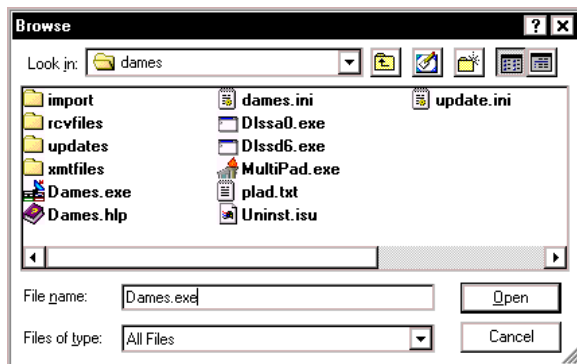 Browse
Look in: dames
import
rcvfiles
updates
xmtfiles
Dames.exe
Dames.hlp
dames.ini
Dlssa0.exe
Dlssd6.exe
MultiPad.exe
plad.txt
Uninst.isu
update.ini
File name: Dames.exe Open
Files of type: All Files Cancel